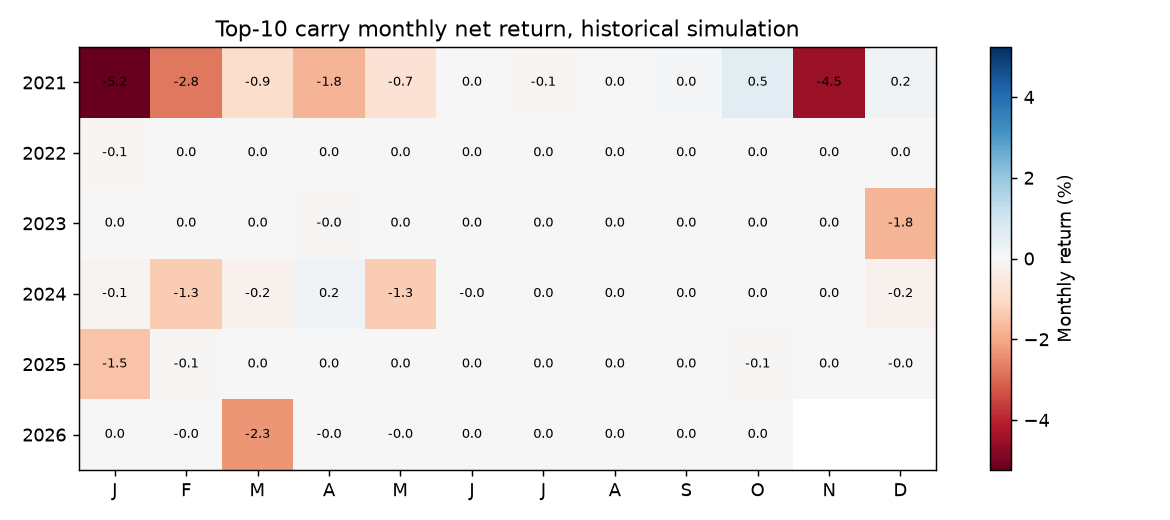 Top-10 carry monthly net return, historical simulation
2021 -5.2 -2.8 -0.9 -1.8 -0.7 0.0 -0.1 0.0 0.0 0.5 -4.5 0.2
2022 -0.1 0.0 0.0 0.0 0.0 0.0 0.0 0.0 0.0 0.0 0.0 0.0
2023 0.0 0.0 0.0 -0.0 0.0 0.0 0.0 0.0 0.0 0.0 0.0 -1.8
2024 -0.1 -1.3 -0.2 0.2 -1.3 -0.0 0.0 0.0 0.0 0.0 0.0 -0.2
2025 -1.5 -0.1 0.0 0.0 0.0 0.0 0.0 0.0 0.0 -0.1 0.0 -0.0
2026 0.0 -0.0 -2.3 -0.0 -0.0 0.0 0.0 0.0 0.0 0.0
J F M A M J J A S O N D
4
2
0
−2
−4
Monthly return (%)